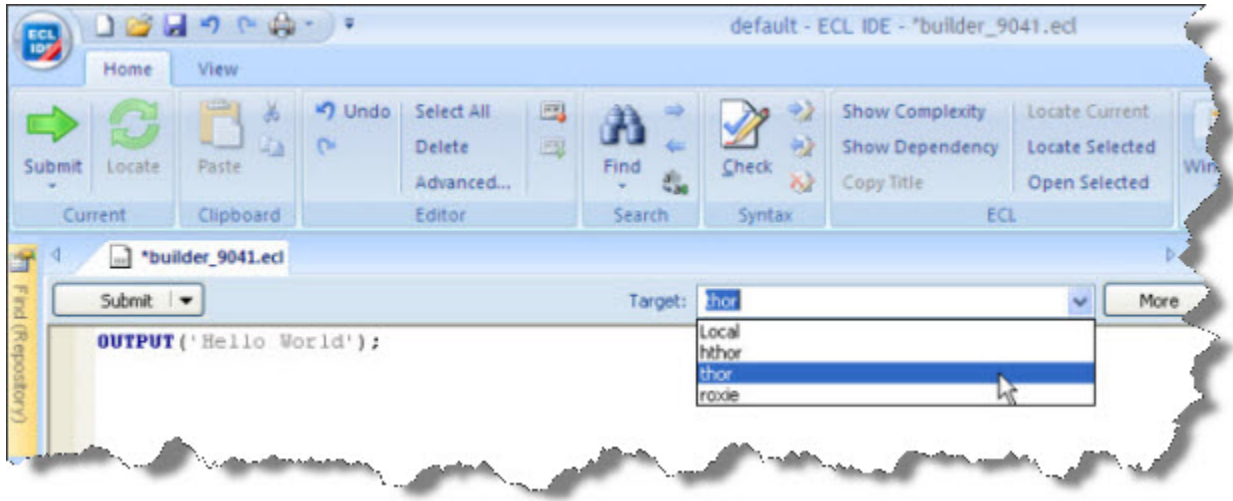 ECL IDE
default - ECL IDE - *builder_9041.ecl
Home View
Submit Locate Paste Undo Select All Delete Advanced... Find Check Show Complexity Show Dependency Copy Title Locate Current Locate Selected Open Selected
Current Clipboard Editor Search Syntax ECL
*builder_9041.ecl
Find (Repository)
Submit Target: thor More
OUTPUT('Hello World');
Local
hthor
thor
roxie